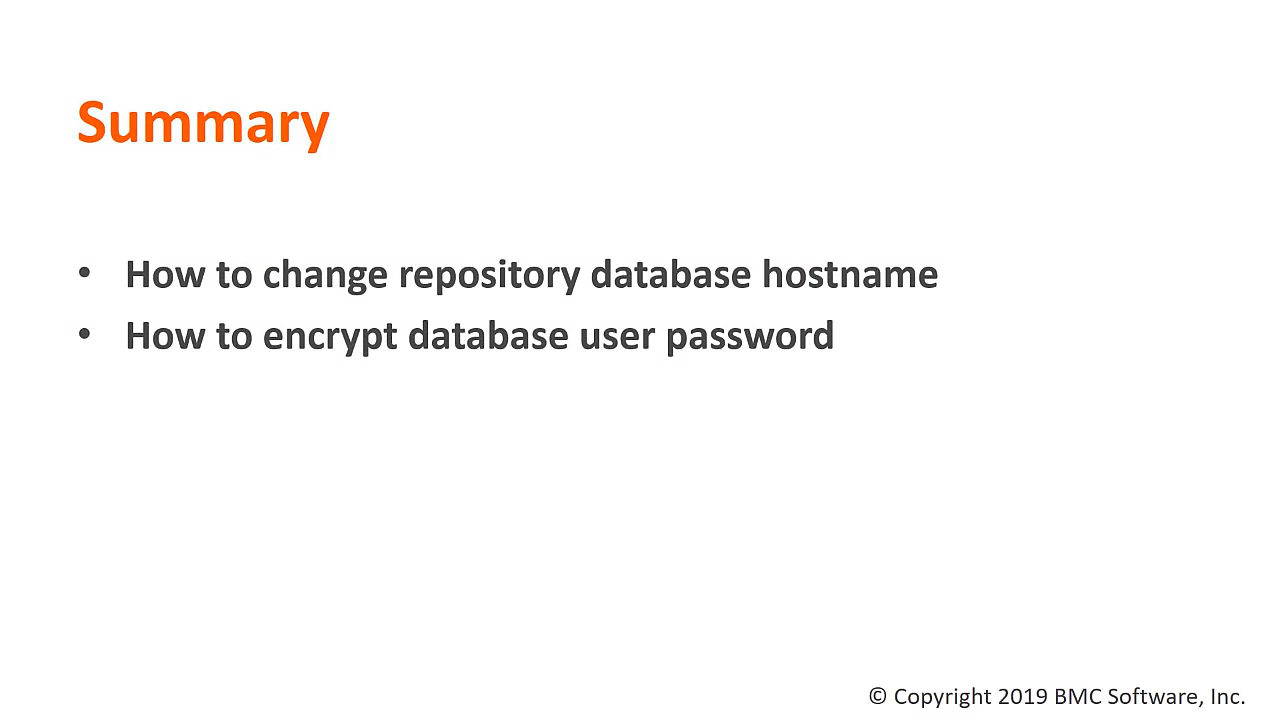 Summary
• How to change repository database hostname
• How to encrypt database user password
© Copyright 2019 BMC Software, Inc.